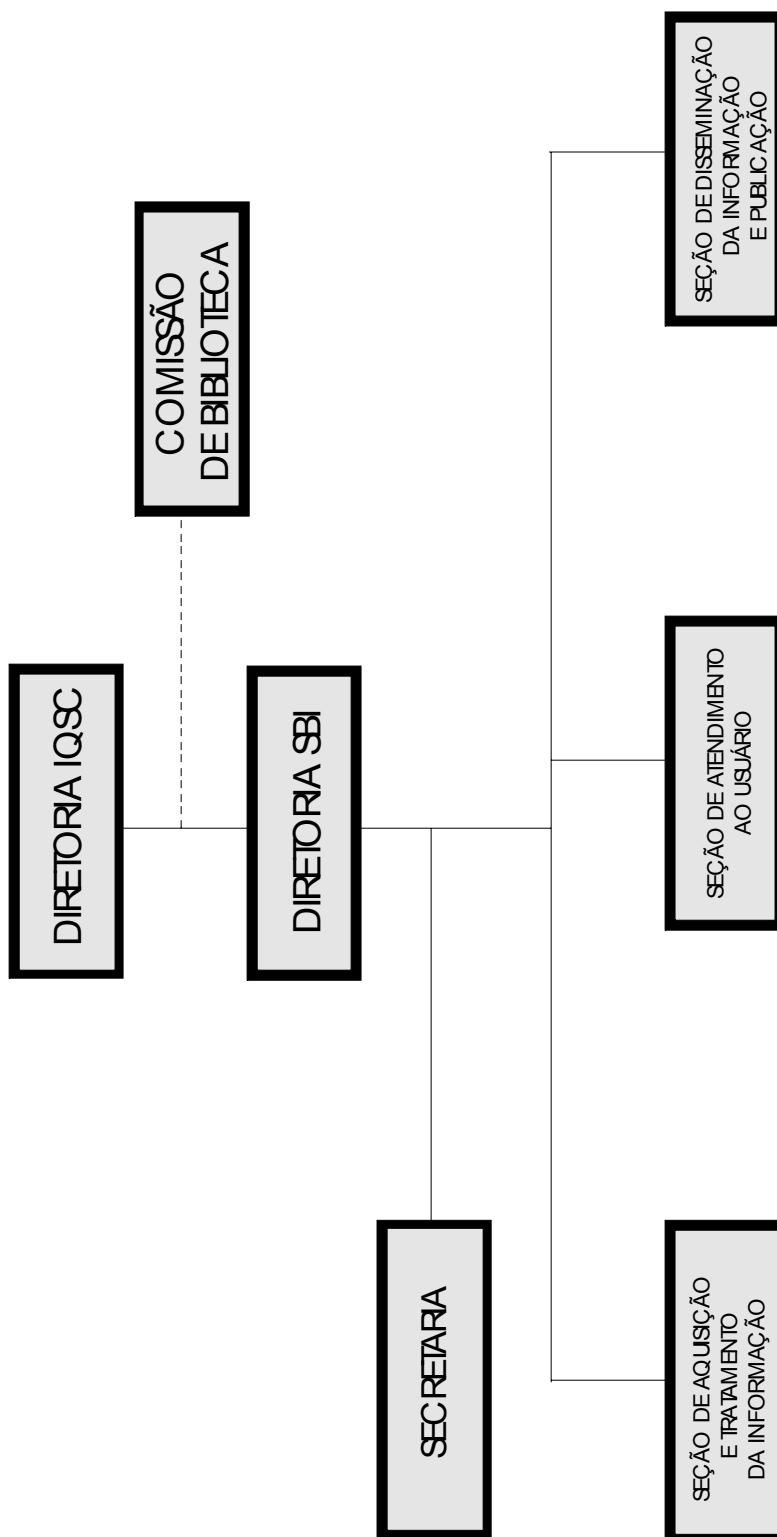 DIRETORIA IQSC
COMISSÃO
DE BIBLIOTECA
DIRETORIA SBI
SECRETARIA
SEÇÃO DE AQUISIÇÃO
E TRATAMENTO
DA INFORMAÇÃO
SEÇÃO DE ATENDIMENTO
AO USUÁRIO
SEÇÃO DE DISSEMINAÇÃO
DA INFORMAÇÃO
E PUBLICAÇÃO